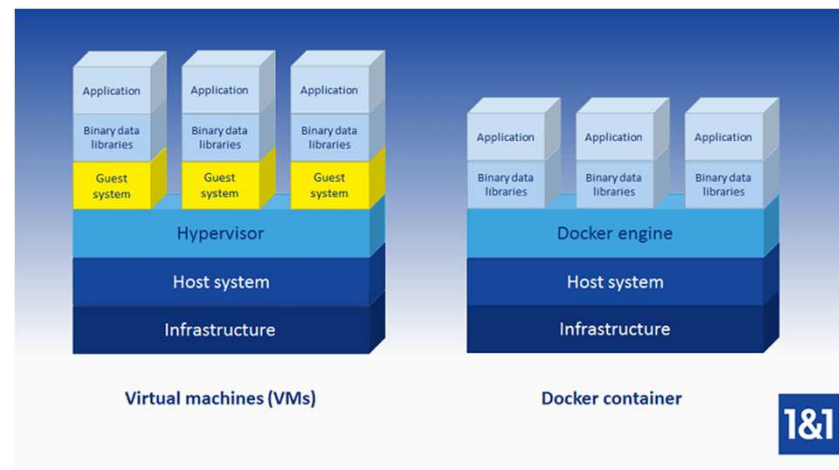 Application
Application
Application
Binary data
libraries
Binary data
libraries
Binary data
libraries
Guest
system
Guest
system
Guest
system
Hypervisor
Host system
Infrastructure
Virtual machines (VMs)
Application
Application
Application
Binary data
libraries
Binary data
libraries
Binary data
libraries
Docker engine
Host system
Infrastructure
Docker container
1&1